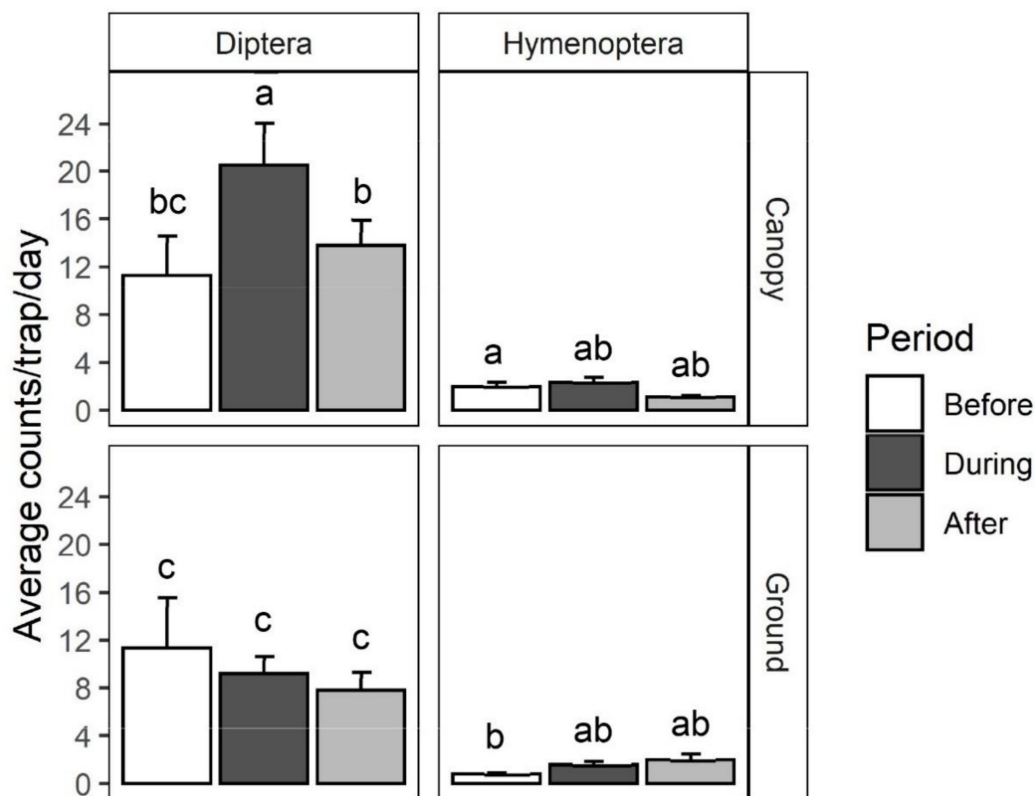 Diptera
Hymenoptera
Average counts/trap/day
24
20
16
12
8
4
0
bc
a
b
a
ab
ab
Canopy
24
20
16
12
8
4
0
c
c
c
b
ab
ab
Ground
Period
Before
During
After